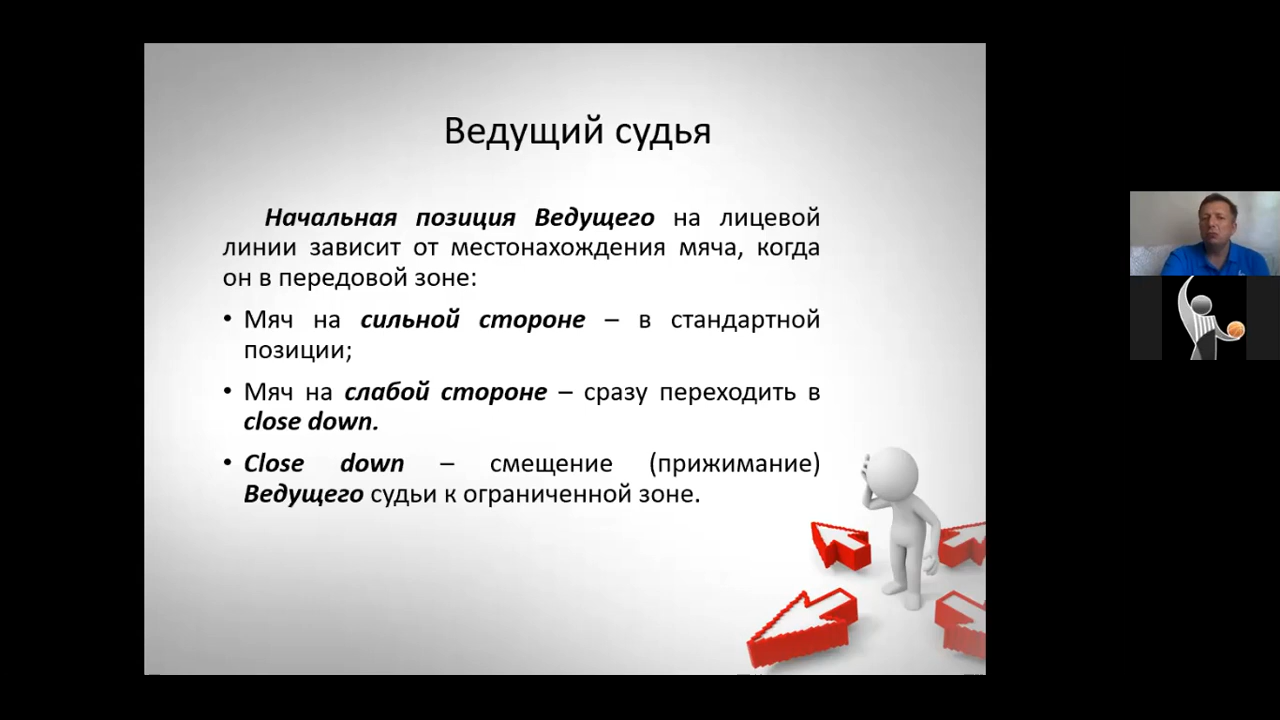 Ведущий судья
Начальная позиция Ведущего на лицевой
линии зависит от местонахождения мяча, когда
он в передовой зоне:
• Мяч на сильной стороне – в стандартной
позиции;
• Мяч на слабой стороне – сразу переходить в
close down.
• Close down – смещение (прижимание)
Ведущего судьи к ограниченной зоне.